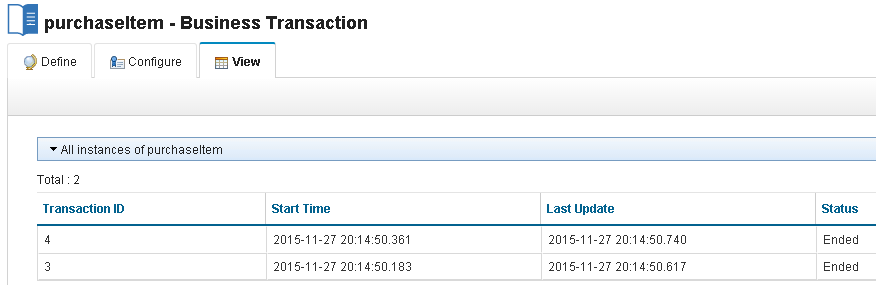 purchaseItem - Business Transaction
Define Configure View
All instances of purchaseItem
Total : 2
Transaction ID Start Time Last Update Status
4 2015-11-27 20:14:50.361 2015-11-27 20:14:50.740 Ended
3 2015-11-27 20:14:50.183 2015-11-27 20:14:50.617 Ended